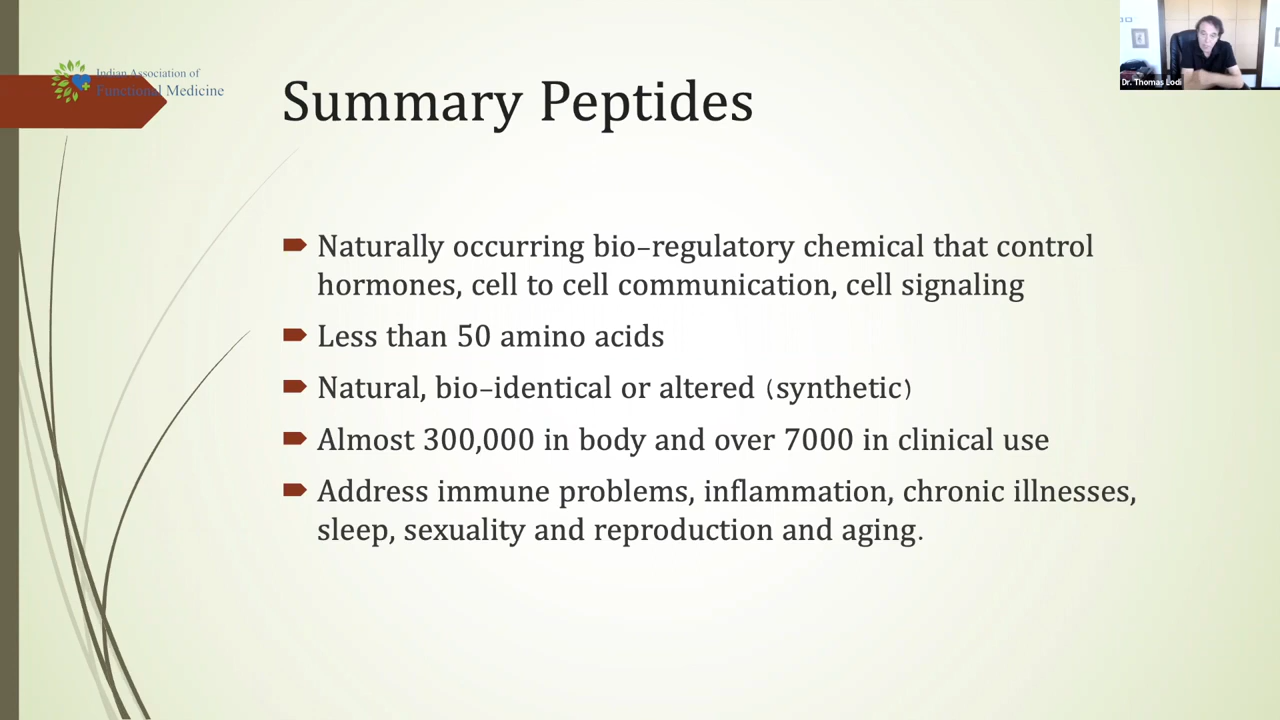 Indian Association of
Functional Medicine
Dr. Thomas Lodi
Summary Peptides
Naturally occurring bio–regulatory chemical that control
hormones, cell to cell communication, cell signaling
Less than 50 amino acids
Natural, bio–identical or altered (synthetic)
Almost 300,000 in body and over 7000 in clinical use
Address immune problems, inflammation, chronic illnesses,
sleep, sexuality and reproduction and aging.